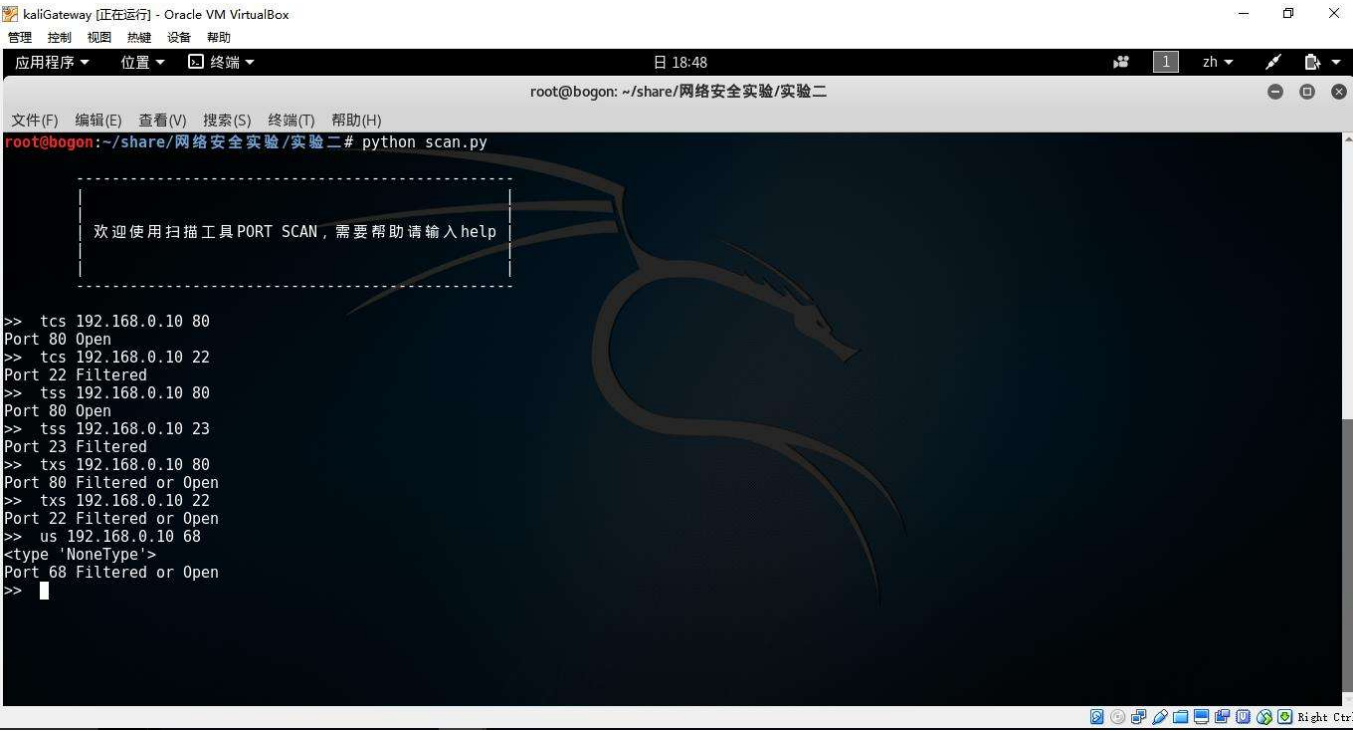 kaliGateway [正在运行] - Oracle VM VirtualBox
管理 控制 视图 热键 设备 帮助
应用程序 位置 终端 日 18:48 1 zh
root@bogon: ~/share/网络安全实验/实验二
文件(F) 编辑(E) 查看(V) 搜索(S) 终端(T) 帮助(H)
root@bogon:~/share/网络安全实验/实验二# python scan.py
-------------------------------------------------
|                                               |
|                                               |
| 欢迎使用扫描工具PORT SCAN，需要帮助请输入help |
|                                               |
|                                               |
-------------------------------------------------
>>  tcs 192.168.0.10 80
Port 80 Open
>>  tcs 192.168.0.10 22
Port 22 Filtered
>>  tss 192.168.0.10 80
Port 80 Open
>>  tss 192.168.0.10 23
Port 23 Filtered
>>  txs 192.168.0.10 80
Port 80 Filtered or Open
>>  txs 192.168.0.10 22
Port 22 Filtered or Open
>>  us 192.168.0.10 68
<type 'NoneType'>
Port 68 Filtered or Open
>>
Right Ctrl